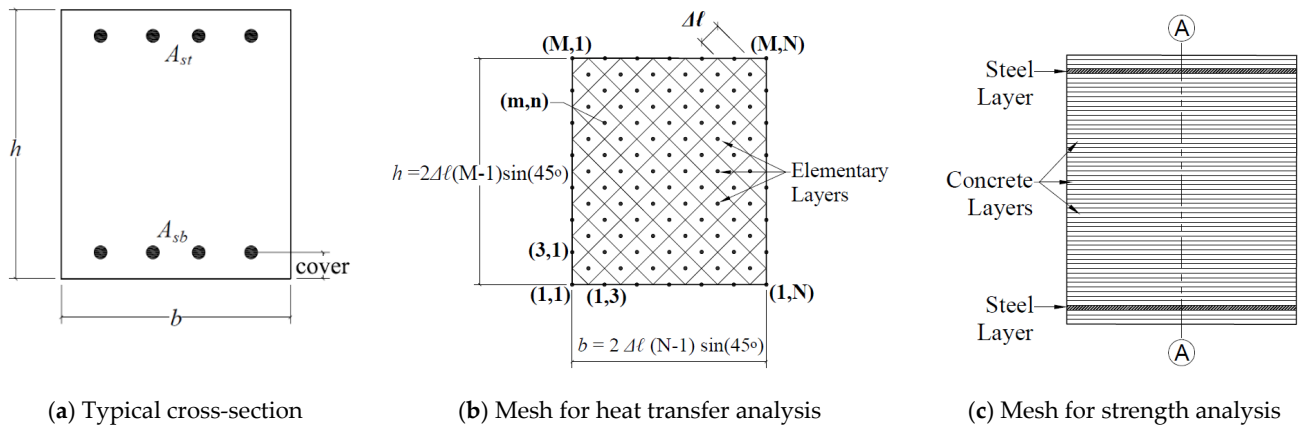 h
A_st
A_sb
cover
b
(a) Typical cross-section
Δℓ
(M,1)
(M,N)
(m,n)
h =2Δℓ(M-1)sin(45º)
Elementary
Layers
(3,1)
(1,1)
(1,3)
(1,N)
b = 2 Δℓ (N-1) sin(45º)
(b) Mesh for heat transfer analysis
A
Steel
Layer
Concrete
Layers
Steel
Layer
A
(c) Mesh for strength analysis